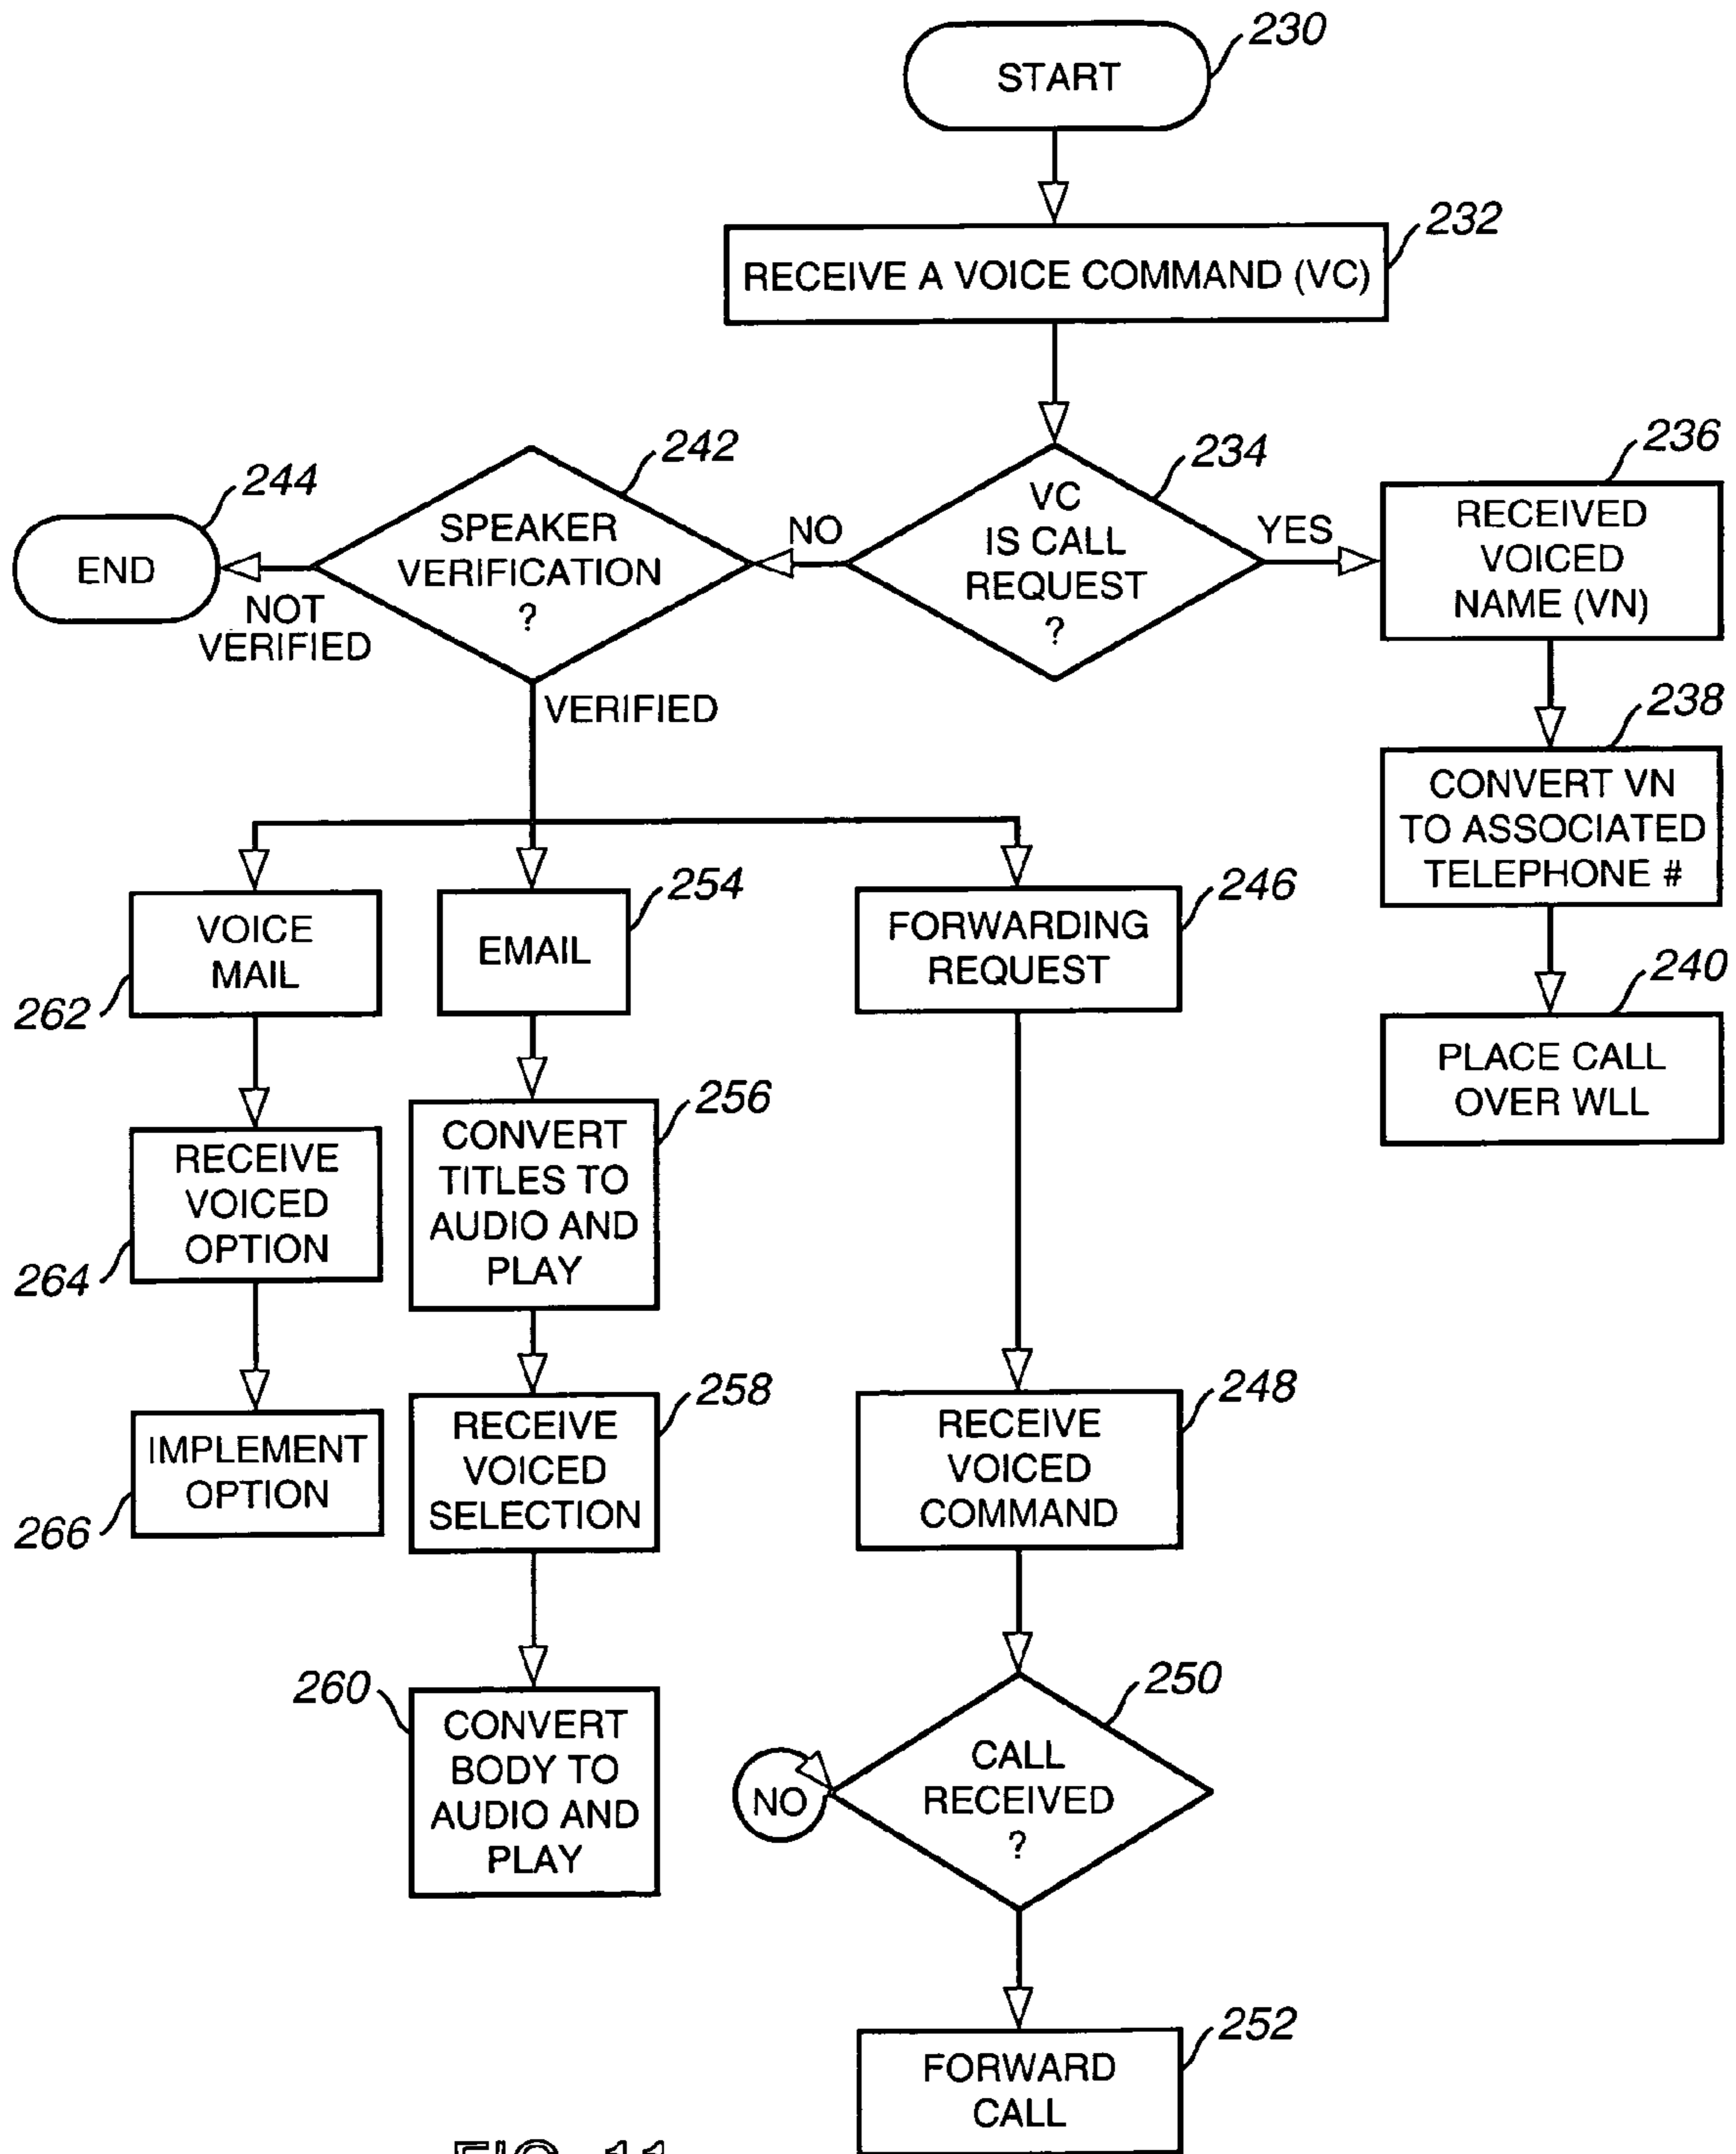 230
START
232
RECEIVE A VOICE COMMAND (VC)
234
VC
IS CALL
REQUEST
?
YES
NO
236
RECEIVED
VOICED
NAME (VN)
238
CONVERT VN
TO ASSOCIATED
TELEPHONE #
240
PLACE CALL
OVER WLL
242
SPEAKER
VERIFICATION
?
244
END
NOT
VERIFIED
VERIFIED
262
VOICE
MAIL
264
RECEIVE
VOICED
OPTION
266
IMPLEMENT
OPTION
254
EMAIL
256
CONVERT
TITLES TO
AUDIO AND
PLAY
258
RECEIVE
VOICED
SELECTION
260
CONVERT
BODY TO
AUDIO AND
PLAY
246
FORWARDING
REQUEST
248
RECEIVE
VOICED
COMMAND
250
CALL
RECEIVED
?
NO
252
FORWARD
CALL
FIG. 11